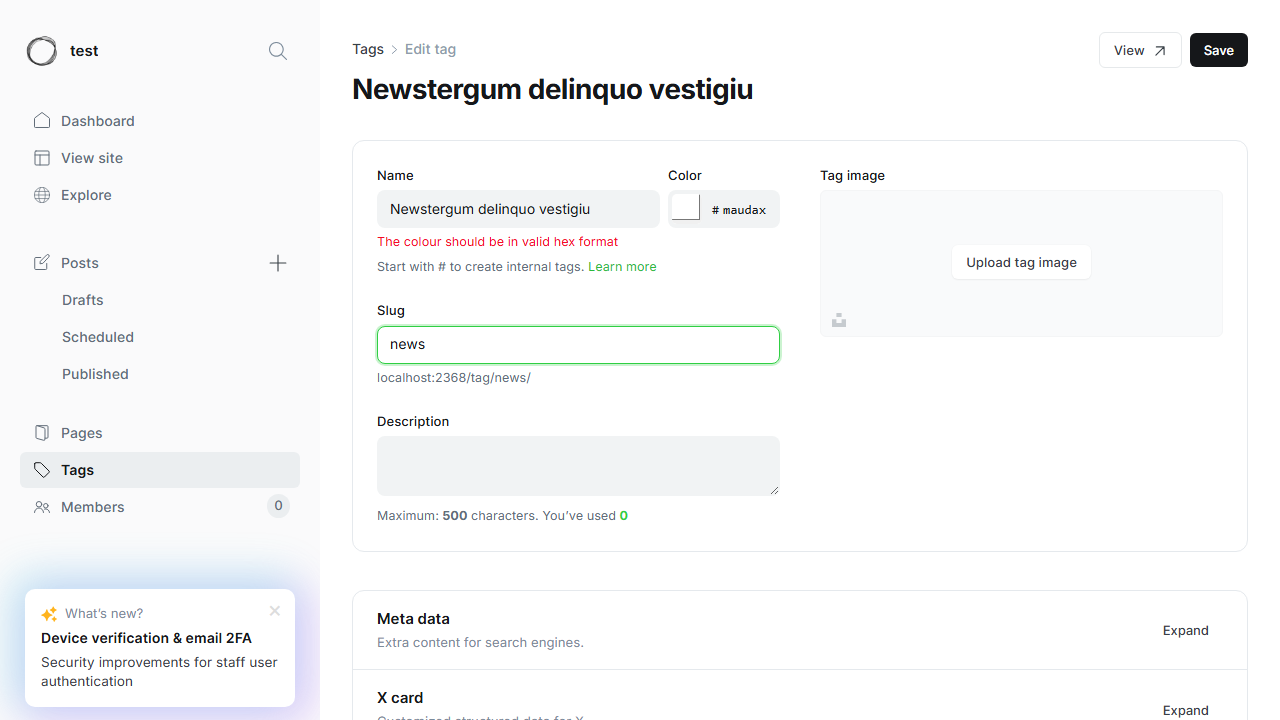 test
Dashboard
View site
Explore
Posts
Drafts
Scheduled
Published
Pages
Tags
Members 0
What's new?
Device verification & email 2FA
Security improvements for staff user
authentication
Tags > Edit tag
View
Save
Newstergum delinquo vestigiu
Name
Newstergum delinquo vestigiu
Color
# maudax
The colour should be in valid hex format
Start with # to create internal tags. Learn more
Slug
news
localhost:2368/tag/news/
Description
Maximum: 500 characters. You've used 0
Tag image
Upload tag image
Meta data
Extra content for search engines.
Expand
X card
Customized structured data for X
Expand